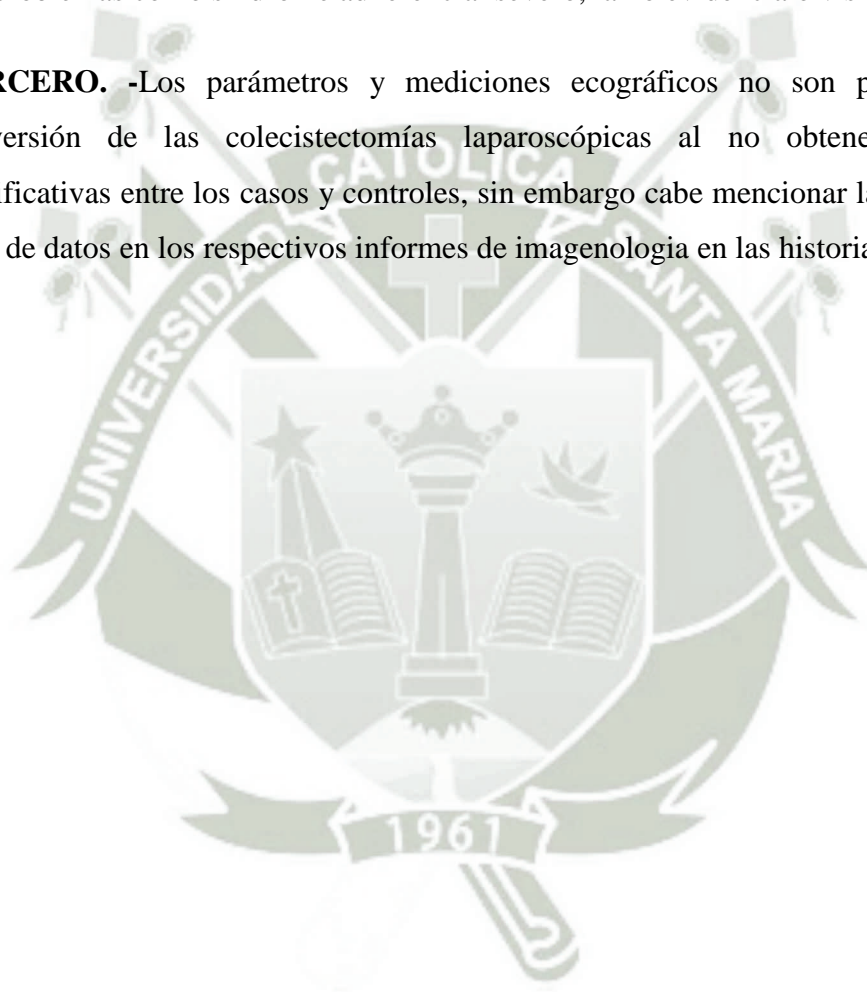 RCERO. -Los parámetros y mediciones ecográficos no son p
versión de las colecistectomías laparoscópicas al no obtene
ificativas entre los casos y controles, sin embargo cabe mencionar la
de datos en los respectivos informes de imagenologia en las historia
UNIVERSIDAD CATOLICA SANTA MARIA
1961